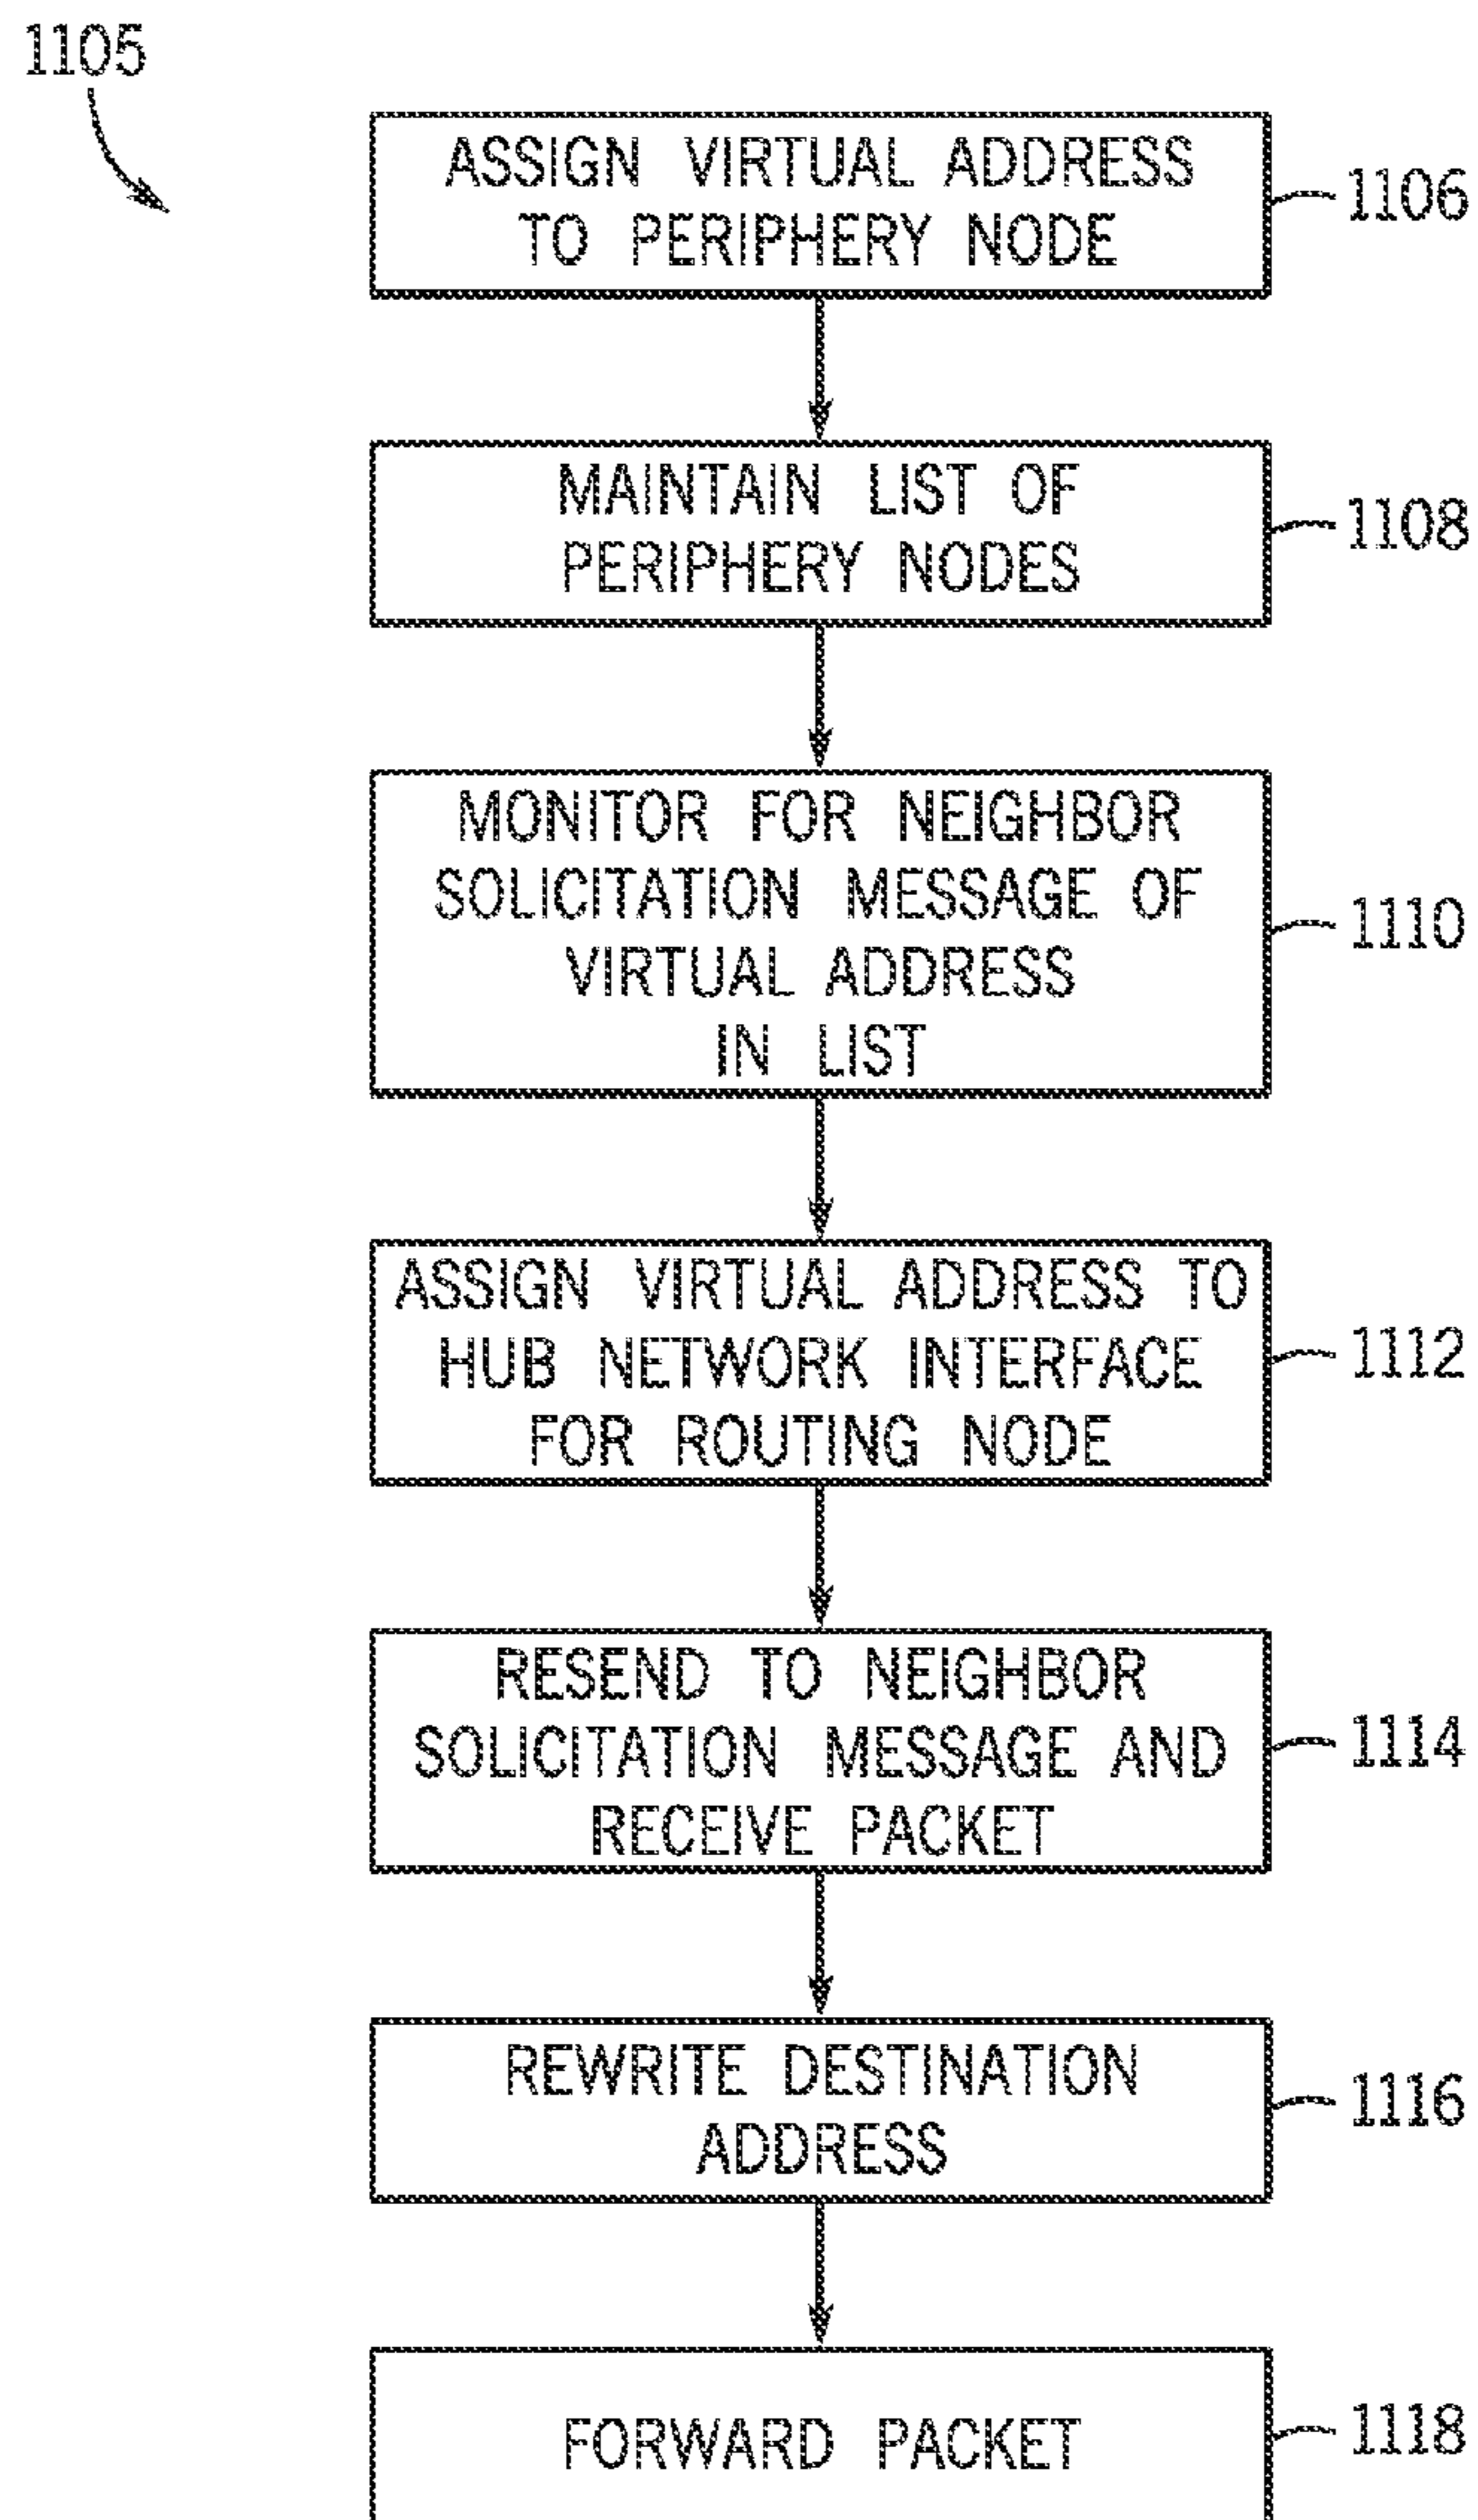 1105
ASSIGN VIRTUAL ADDRESS
TO PERIPHERY NODE
1106
MAINTAIN LIST OF
PERIPHERY NODES
1108
MONITOR FOR NEIGHBOR
SOLICITATION MESSAGE OF
VIRTUAL ADDRESS
IN LIST
1110
ASSIGN VIRTUAL ADDRESS TO
HUB NETWORK INTERFACE
FOR ROUTING NODE
1112
RESEND TO NEIGHBOR
SOLICITATION MESSAGE AND
RECEIVE PACKET
1114
REWRITE DESTINATION
ADDRESS
1116
FORWARD PACKET
1118